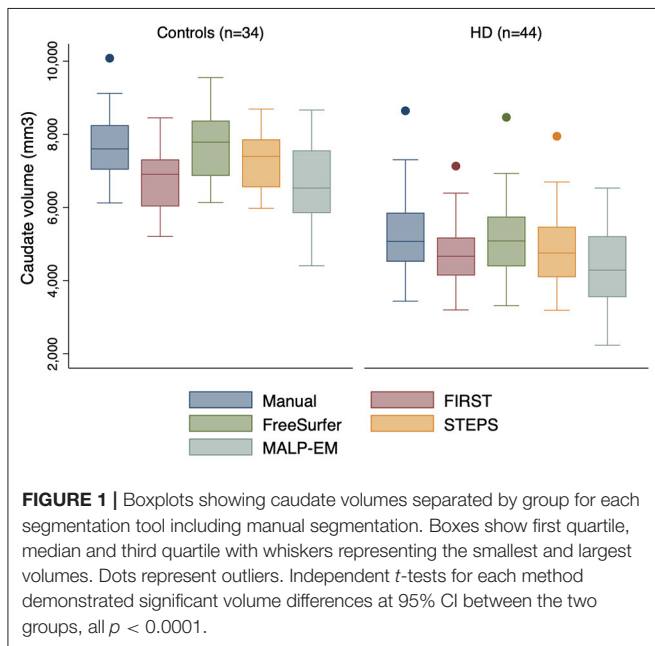 Controls (n=34)
HD (n=44)
Caudate volume (mm3)
10,000
8,000
6,000
4,000
2,000
Manual
FIRST
FreeSurfer
STEPS
MALP-EM
FIGURE 1 | Boxplots showing caudate volumes separated by group for each
segmentation tool including manual segmentation. Boxes show first quartile,
median and third quartile with whiskers representing the smallest and largest
volumes. Dots represent outliers. Independent t-tests for each method
demonstrated significant volume differences at 95% CI between the two
groups, all p < 0.0001.